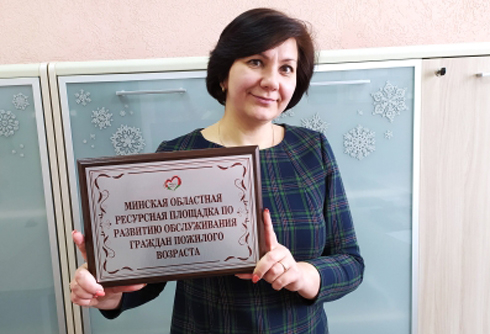 МИНСКАЯ ОБЛАСТНАЯ
РЕСУРСНАЯ ПЛОЩАДКА ПО
РАЗВИТИЮ ОБСЛУЖИВАНИЯ
ГРАЖДАН ПОЖИЛОГО
ВОЗРАСТА